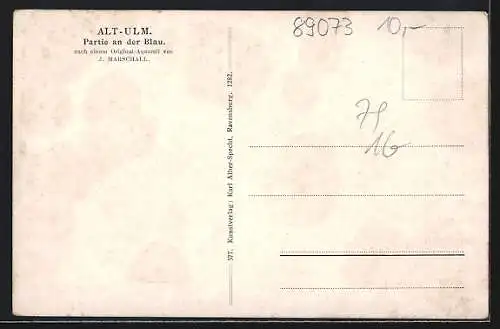 ALT-ULM.
Partie an der Blau.
nach einem Original-Aquarell von
J. MARSCHALL.
577. Kunstverlag: Karl Alber-Specht, Ravensburg. 1282.
89073 10,-
16